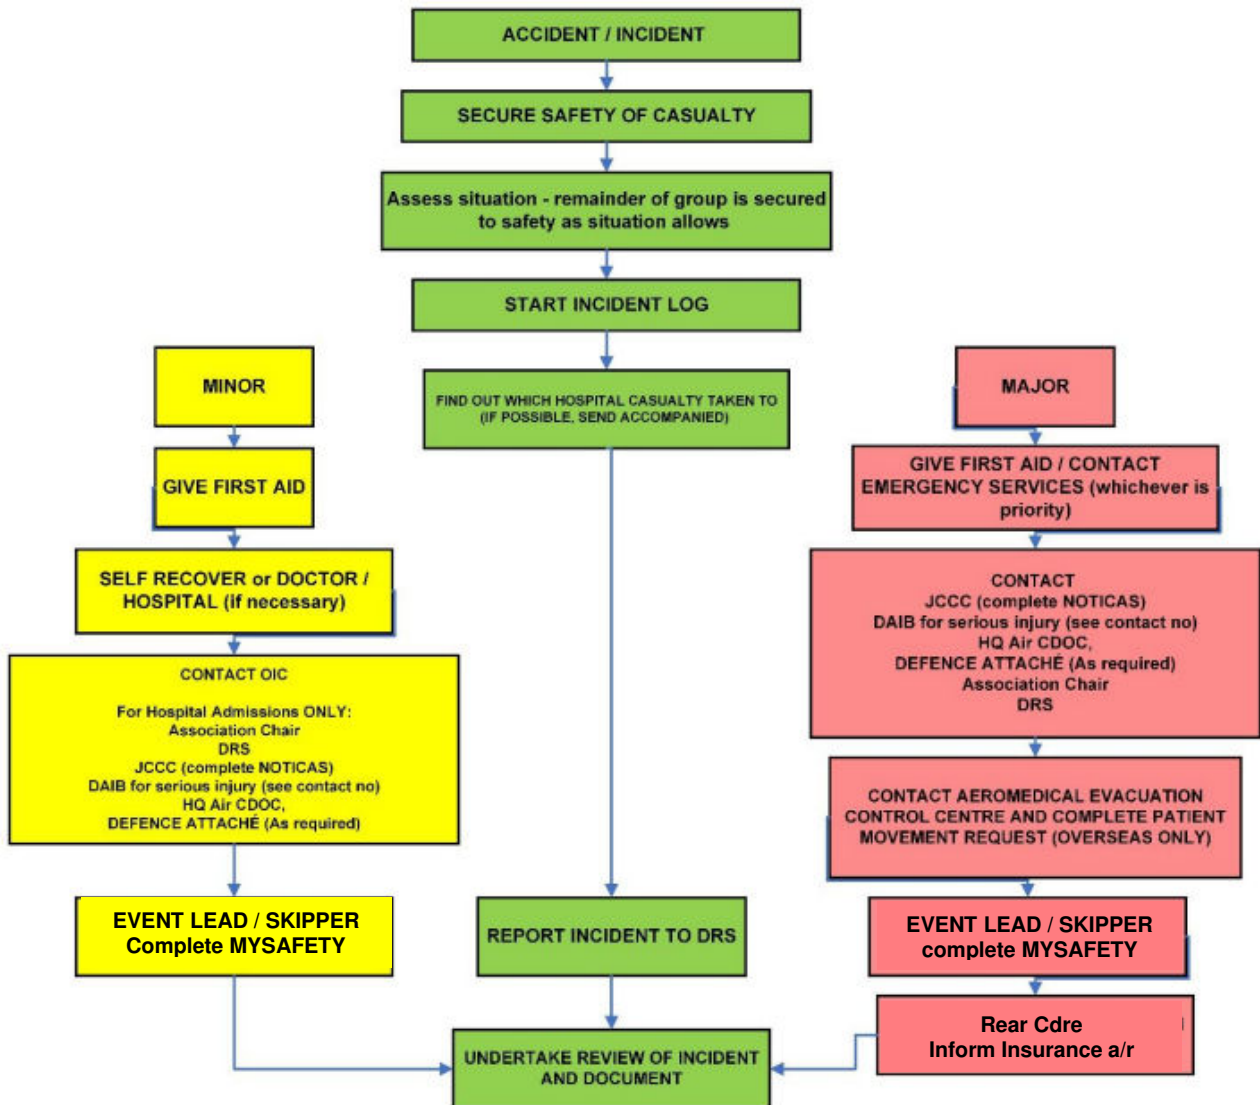 ACCIDENT / INCIDENT
SECURE SAFETY OF CASUALTY
Assess situation - remainder of group is secured
to safety as situation allows
START INCIDENT LOG
FIND OUT WHICH HOSPITAL CASUALTY TAKEN TO
(IF POSSIBLE, SEND ACCOMPANIED)
MINOR
GIVE FIRST AID
SELF RECOVER or DOCTOR /
HOSPITAL (if necessary)
CONTACT OIC
For Hospital Admissions ONLY:
Association Chair
DRS
JCCC (complete NOTICAS)
DAIB for serious injury (see contact no)
HQ Air CDOC,
DEFENCE ATTACHÉ (As required)
EVENT LEAD / SKIPPER
Complete MYSAFETY
MAJOR
GIVE FIRST AID / CONTACT
EMERGENCY SERVICES (whichever is
priority)
CONTACT
JCCC (complete NOTICAS)
DAIB for serious injury (see contact no)
HQ Air CDOC,
DEFENCE ATTACHÉ (As required)
Association Chair
DRS
CONTACT AEROMEDICAL EVACUATION
CONTROL CENTRE AND COMPLETE PATIENT
MOVEMENT REQUEST (OVERSEAS ONLY)
EVENT LEAD / SKIPPER
complete MYSAFETY
Rear Cdre
Inform Insurance a/r
REPORT INCIDENT TO DRS
UNDERTAKE REVIEW OF INCIDENT
AND DOCUMENT